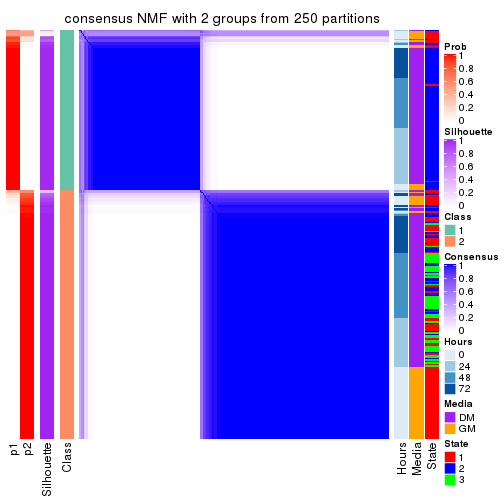 consensus NMF with 2 groups from 250 partitions
Prob
1
0.8
0.6
0.4
0.2
0
Silhouette
1
0.8
0.6
0.4
0.2
0
Class
1
2
Consensus
1
0.8
0.6
0.4
0.2
0
Hours
0
24
48
72
Media
DM
GM
State
1
2
3
p1
p2
Silhouette
Class
Hours
Media
State